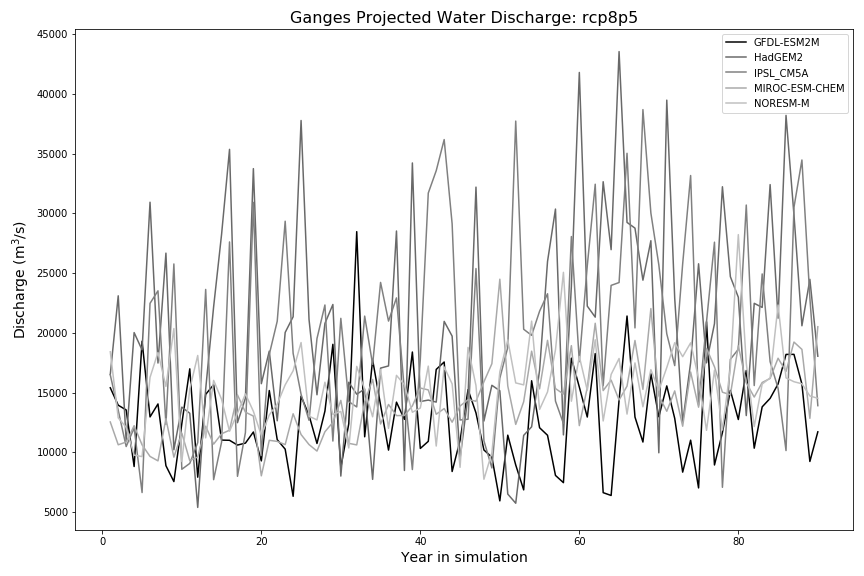 Ganges Projected Water Discharge: rcp8p5
45000
40000
35000
30000
25000
20000
15000
10000
5000
Discharge (m³/s)
GFDL-ESM2M
HadGEM2
IPSL_CM5A
MIROC-ESM-CHEM
NORESM-M
0 20 40 60 80
Year in simulation